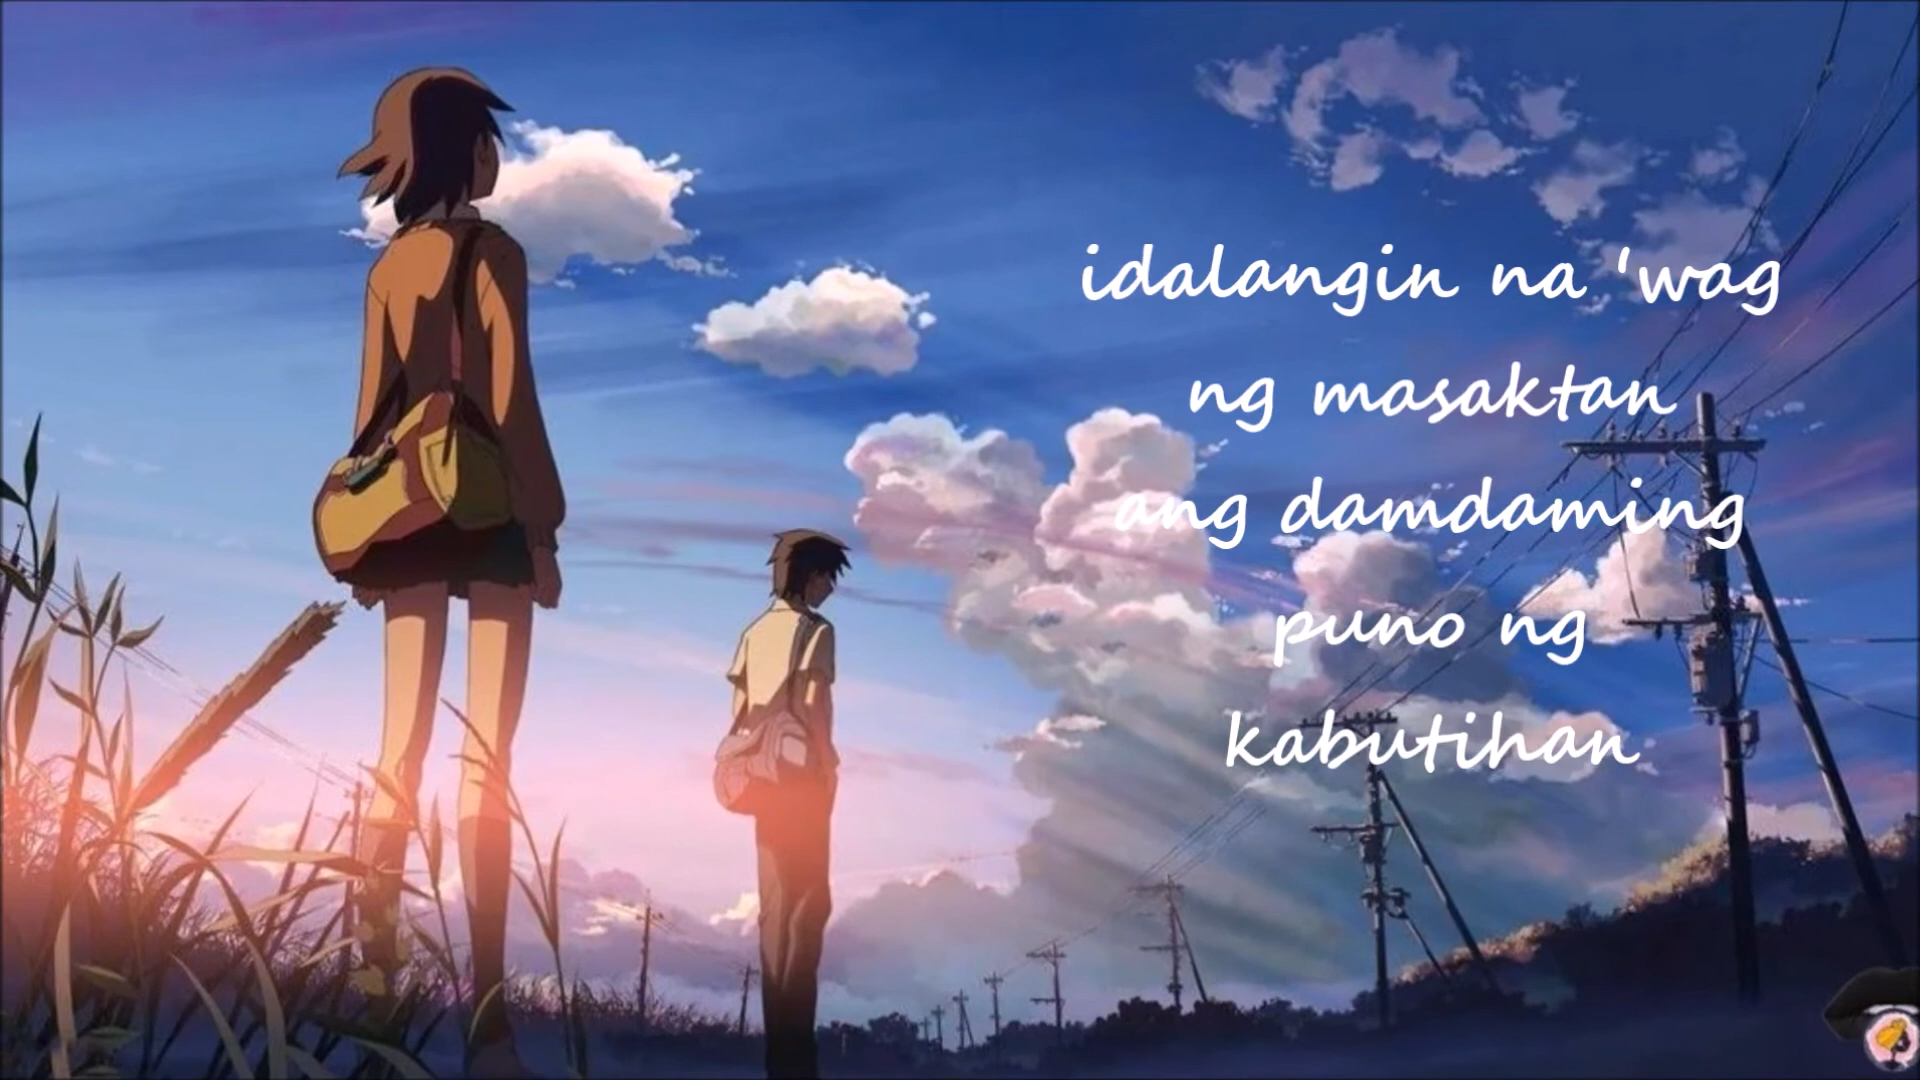 idalangin na 'wag
ng masaktan
ang damdaming
puno ng
kabutihan